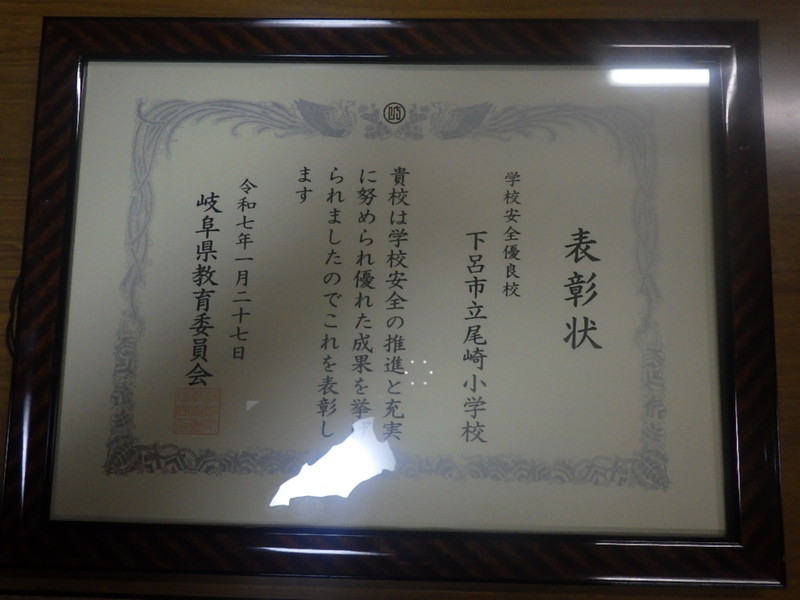 岐
表彰状
学校安全優良校
下呂市立尾崎小学校
貴校は学校安全の推進と充実
に努められ優れた成果を挙げ
られましたのでこれを表彰し
ます
令和七年一月二十七日
岐阜県教育委員会